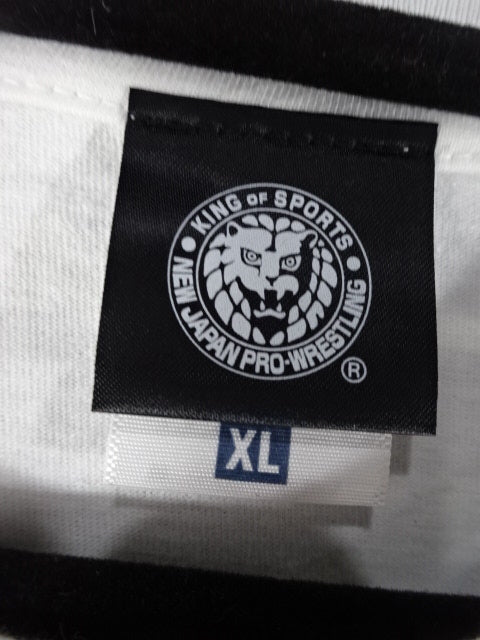 KING OF SPORTS
NEW JAPAN PRO-WRESTLING
®
XL